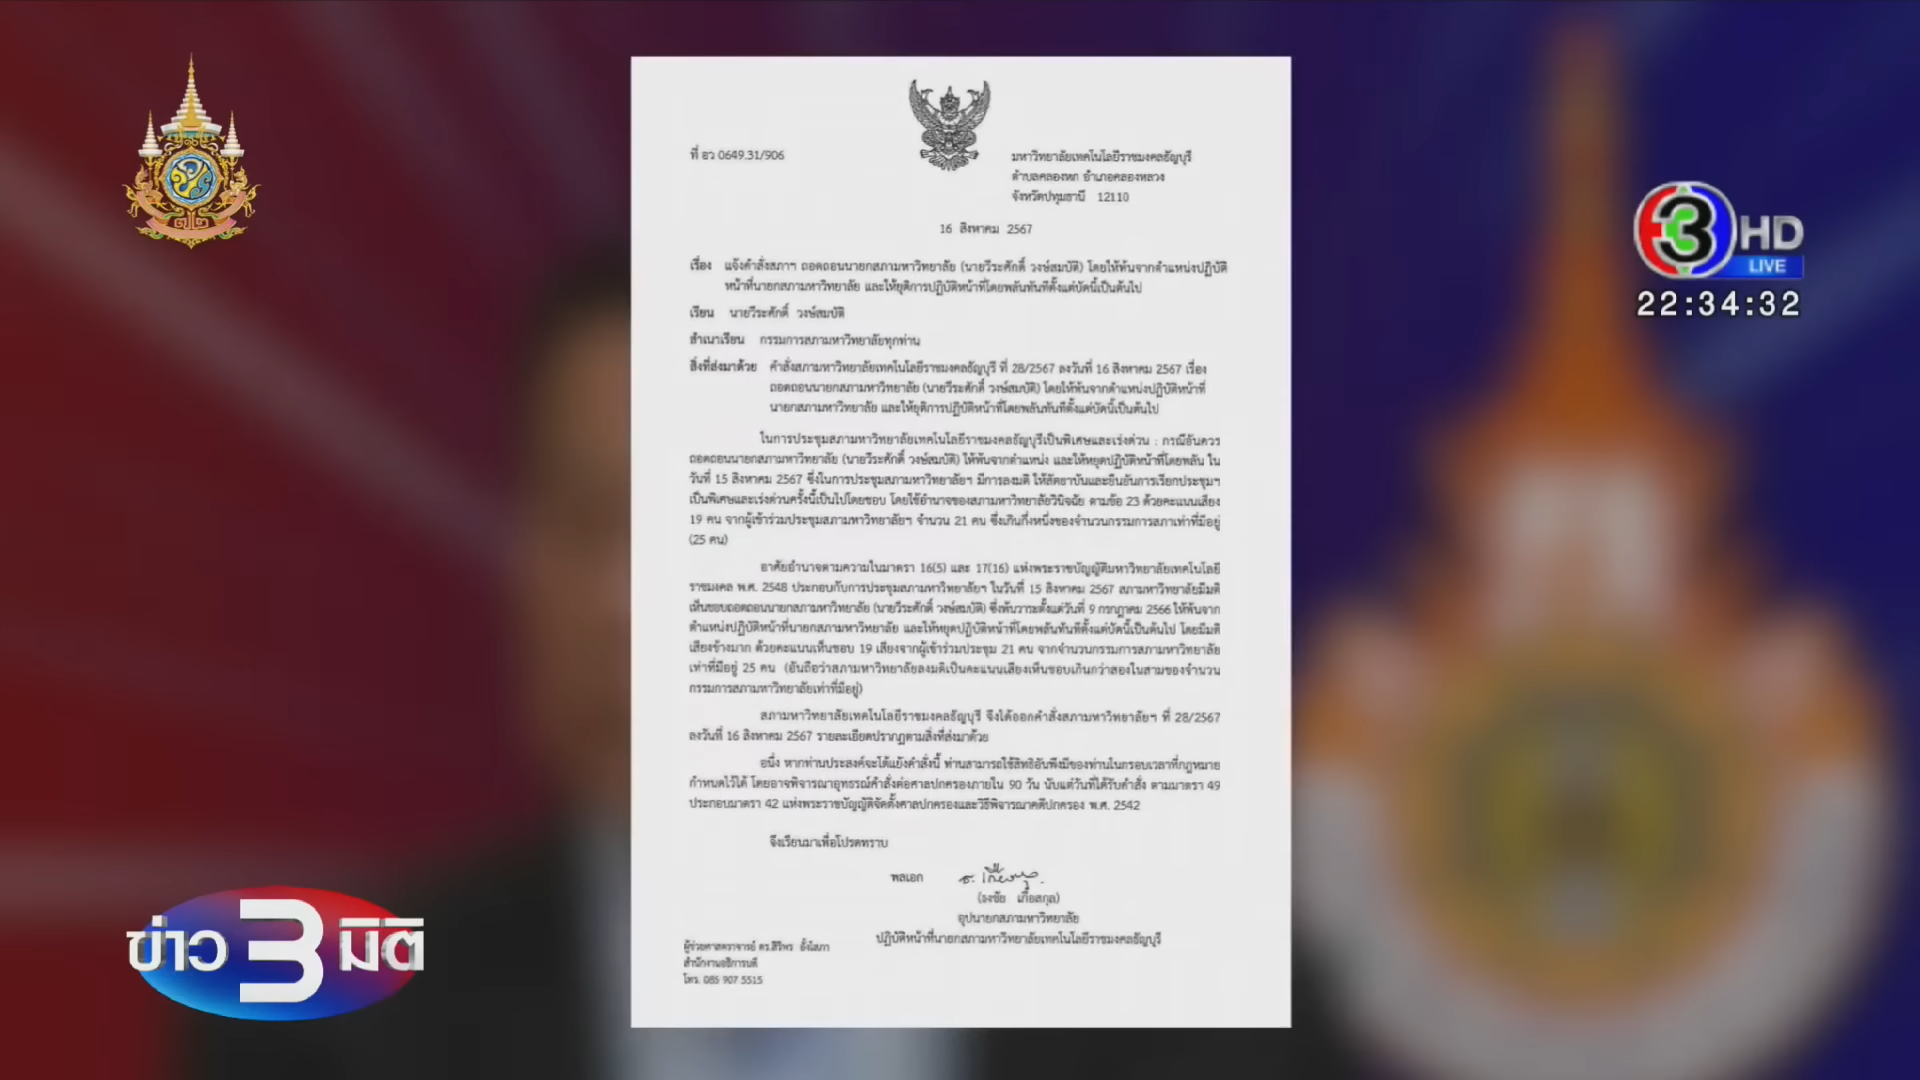 ที่ อว 0649.31/906
มหาวิทยาลัยเทคโนโลยีราชมงคลธัญบุรี
ตำบลคลองหก อำเภอคลองหลวง
จังหวัดปทุมธานี 12110
16 สิงหาคม 2567
เรื่อง แจ้งคำสั่งสภาฯ ถอดถอนนายกสภามหาวิทยาลัย (นายวีระศักดิ์ วงษ์สมบัติ) โดยให้พ้นจากตำแหน่งปฏิบัติ
หน้าที่นายกสภามหาวิทยาลัย และให้ยุติการปฏิบัติหน้าที่โดยพลันทันทีตั้งแต่บัดนี้เป็นต้นไป
เรียน นายวีระศักดิ์ วงษ์สมบัติ
สำเนาเรียน กรรมการสภามหาวิทยาลัยทุกท่าน
สิ่งที่ส่งมาด้วย คำสั่งสภามหาวิทยาลัยเทคโนโลยีราชมงคลธัญบุรี ที่ 28/2567 ลงวันที่ 16 สิงหาคม 2567 เรื่อง
ถอดถอนนายกสภามหาวิทยาลัย (นายวีระศักดิ์ วงษ์สมบัติ) โดยให้พ้นจากตำแหน่งปฏิบัติหน้าที่
นายกสภามหาวิทยาลัย และให้ยุติการปฏิบัติหน้าที่โดยพลันทันทีตั้งแต่บัดนี้เป็นต้นไป
ในการประชุมสภามหาวิทยาลัยเทคโนโลยีราชมงคลธัญบุรีเป็นพิเศษและเร่งด่วน : กรณีอันควร
ถอดถอนนายกสภามหาวิทยาลัย (นายวีระศักดิ์ วงษ์สมบัติ) ให้พ้นจากตำแหน่ง และให้หยุดปฏิบัติหน้าที่โดยพลัน ใน
วันที่ 15 สิงหาคม 2567 ซึ่งในการประชุมสภามหาวิทยาลัยฯ มีการลงมติ ให้สัตยาบันและยืนยันการเรียกประชุมฯ
เป็นพิเศษและเร่งด่วนครั้งนี้เป็นไปโดยชอบ โดยใช้อำนาจของสภามหาวิทยาลัยวินิจฉัย ตามข้อ 23 ด้วยคะแนนเสียง
19 คน จากผู้เข้าร่วมประชุมสภามหาวิทยาลัยฯ จำนวน 21 คน ซึ่งเกินกึ่งหนึ่งของจำนวนกรรมการสภาเท่าที่มีอยู่
(25 คน)
อาศัยอำนาจตามความในมาตรา 16(5) และ 17(16) แห่งพระราชบัญญัติมหาวิทยาลัยเทคโนโลยี
ราชมงคล พ.ศ. 2548 ประกอบกับการประชุมสภามหาวิทยาลัยฯ ในวันที่ 15 สิงหาคม 2567 สภามหาวิทยาลัยมีมติ
เห็นชอบถอดถอนนายกสภามหาวิทยาลัย (นายวีระศักดิ์ วงษ์สมบัติ) ซึ่งพ้นวาระตั้งแต่วันที่ 9 กรกฎาคม 2566 ให้พ้นจาก
ตำแหน่งปฏิบัติหน้าที่นายกสภามหาวิทยาลัย และให้หยุดปฏิบัติหน้าที่โดยพลันทันทีตั้งแต่บัดนี้เป็นต้นไป โดยมีมติ
เสียงข้างมาก ด้วยคะแนนเห็นชอบ 19 เสียงจากผู้เข้าร่วมประชุม 21 คน จากจำนวนกรรมการสภามหาวิทยาลัย
เท่าที่มีอยู่ 25 คน (อันถือว่าสภามหาวิทยาลัยลงมติเป็นคะแนนเสียงเห็นชอบเกินกว่าสองในสามของจำนวน
กรรมการสภามหาวิทยาลัยเท่าที่มีอยู่)
สภามหาวิทยาลัยเทคโนโลยีราชมงคลธัญบุรี จึงได้ออกคำสั่งสภามหาวิทยาลัยฯ ที่ 28/2567
ลงวันที่ 16 สิงหาคม 2567 รายละเอียดปรากฏตามสิ่งที่ส่งมาด้วย
อนึ่ง หากท่านประสงค์จะโต้แย้งคำสั่งนี้ ท่านสามารถใช้สิทธิอันพึงมีของท่านในกรอบเวลาที่กฎหมาย
กำหนดไว้ได้ โดยอาจพิจารณาอุทธรณ์คำสั่งต่อศาลปกครองภายใน 90 วัน นับแต่วันที่ได้รับคำสั่ง ตามมาตรา 49
ประกอบมาตรา 42 แห่งพระราชบัญญัติจัดตั้งศาลปกครองและวิธีพิจารณาคดีปกครอง พ.ศ. 2542
จึงเรียนมาเพื่อโปรดทราบ
พลเอก
(ธงชัย เกื้อสกุล)
อุปนายกสภามหาวิทยาลัย
ปฏิบัติหน้าที่นายกสภามหาวิทยาลัยเทคโนโลยีราชมงคลธัญบุรี
ผู้ช่วยศาสตราจารย์ ดร.สิริพร อั้งโสภา
สำนักงานอธิการบดี
โทร. 085 907 5515
3 HD
LIVE
22:34:32
ข่าว 3 มิติ